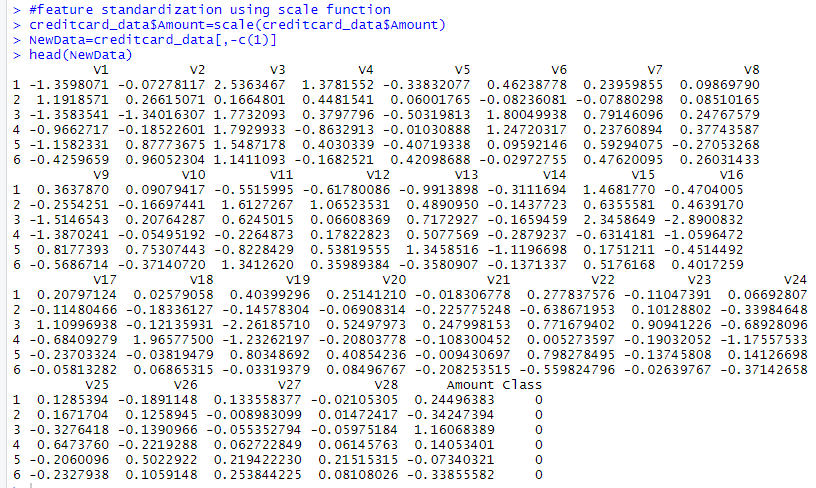 > #feature standardization using scale function
> creditcard_data$Amount=scale(creditcard_data$Amount)
> NewData=creditcard_data[,-c(1)]
> head(NewData)
V1 V2 V3 V4 V5 V6 V7 V8
1 -1.3598071 -0.07278117 2.5363467 1.3781552 -0.33832077 0.46238778 0.23959855 0.09869790
2 1.1918571 0.26615071 0.1664801 0.4481541 0.06001765 -0.08236081 -0.07880298 0.08510165
3 -1.3583541 -1.34016307 1.7732093 0.3797796 -0.50319813 1.80049938 0.79146096 0.24767579
4 -0.9662717 -0.18522601 1.7929933 -0.8632913 -0.01030888 1.24720317 0.23760894 0.37743587
5 -1.1582331 0.87773675 1.5487178 0.4030339 -0.40719338 0.09592146 0.59294075 -0.27053268
6 -0.4259659 0.96052304 1.1411093 -0.1682521 0.42098688 -0.02972755 0.47620095 0.26031433
V9 V10 V11 V12 V13 V14 V15 V16
1 0.3637870 0.09079417 -0.5515995 -0.61780086 -0.9913898 -0.3111694 1.4681770 -0.4704005
2 -0.2554251 -0.16697441 1.6127267 1.06523531 0.4890950 -0.1437723 0.6355581 0.4639170
3 -1.5146543 0.20764287 0.6245015 0.06608369 0.7172927 -0.1659459 2.3458649 -2.8900832
4 -1.3870241 -0.05495192 -0.2264873 0.17822823 0.5077569 -0.2879237 -0.6314181 -1.0596472
5 0.8177393 0.75307443 -0.8228429 0.53819555 1.3458516 -1.1196698 0.1751211 -0.4514492
6 -0.5686714 -0.37140720 1.3412620 0.35989384 -0.3580907 -0.1371337 0.5176168 0.4017259
V17 V18 V19 V20 V21 V22 V23 V24
1 0.20797124 0.02579058 0.40399296 0.25141210 -0.018306778 0.277837576 -0.11047391 0.06692807
2 -0.11480466 -0.18336127 -0.14578304 -0.06908314 -0.225775248 -0.638671953 0.10128802 -0.33984648
3 1.10996938 -0.12135931 -2.26185710 0.52497973 0.247998153 0.771679402 0.90941226 -0.68928096
4 -0.68409279 1.96577500 -1.23262197 -0.20803778 -0.108300452 0.005273597 -0.19032052 -1.17557533
5 -0.23703324 -0.03819479 0.80348692 0.40854236 -0.009430697 0.798278495 -0.13745808 0.14126698
6 -0.05813282 0.06865315 -0.03319379 0.08496767 -0.208253515 -0.559824796 -0.02639767 -0.37142658
V25 V26 V27 V28 Amount Class
1 0.1285394 -0.1891148 0.133558377 -0.02105305 0.24496383 0
2 0.1671704 0.1258945 -0.008983099 0.01472417 -0.34247394 0
3 -0.3276418 -0.1390966 -0.055352794 -0.05975184 1.16068389 0
4 0.6473760 -0.2219288 0.062722849 0.06145763 0.14053401 0
5 -0.2060096 0.5022922 0.219422230 0.21515315 -0.07340321 0
6 -0.2327938 0.1059148 0.253844225 0.08108026 -0.33855582 0